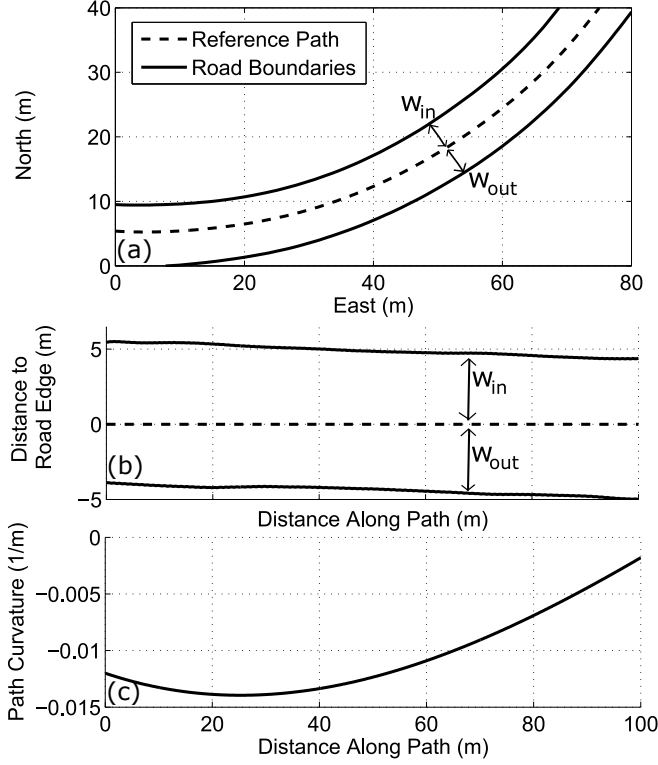 40
30
20
10
0
North (m)
Reference Path
Road Boundaries
W_in
W_out
(a)
0
20
40
60
80
East (m)
5
0
−5
Distance to
Road Edge (m)
W_in
W_out
(b)
Distance Along Path (m)
0
−0.005
−0.01
−0.015
Path Curvature (1/m)
(c)
0
20
40
60
80
100
Distance Along Path (m)